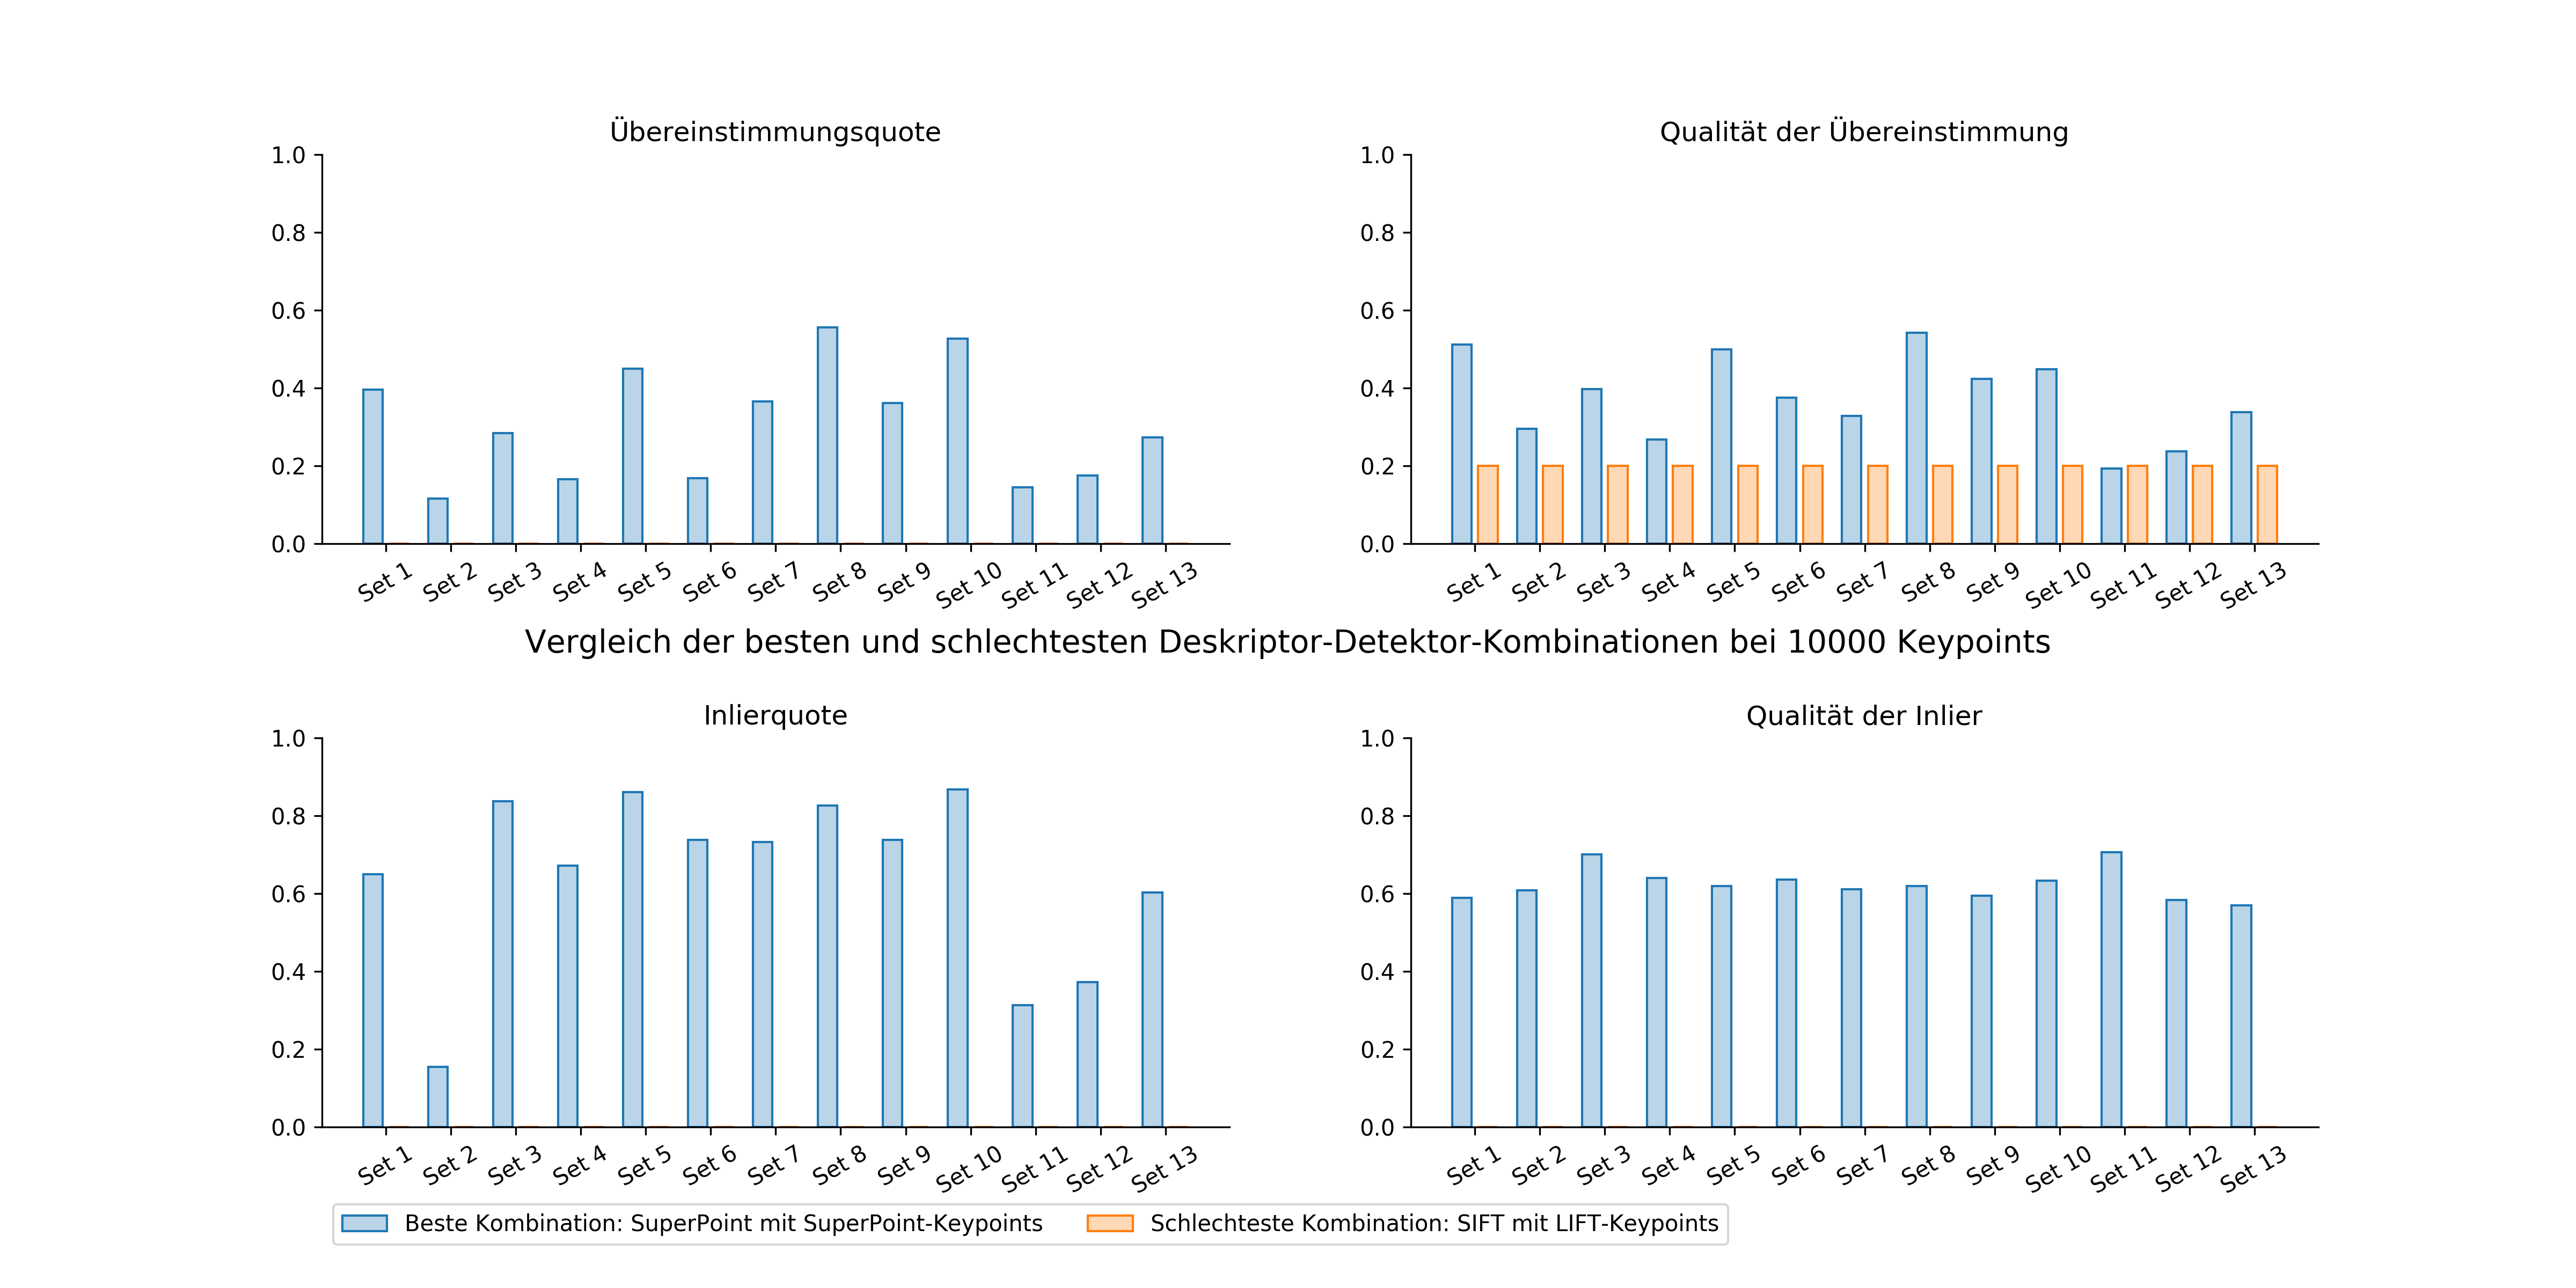 Übereinstimmungsquote
1.0
0.8
0.6
0.4
0.2
0.0
Set 1 Set 2 Set 3 Set 4 Set 5 Set 6 Set 7 Set 8 Set 9 Set 10 Set 11 Set 12 Set 13
Qualität der Übereinstimmung
1.0
0.8
0.6
0.4
0.2
0.0
Set 1 Set 2 Set 3 Set 4 Set 5 Set 6 Set 7 Set 8 Set 9 Set 10 Set 11 Set 12 Set 13
Vergleich der besten und schlechtesten Deskriptor-Detektor-Kombinationen bei 10000 Keypoints
Inlierquote
1.0
0.8
0.6
0.4
0.2
0.0
Set 1 Set 2 Set 3 Set 4 Set 5 Set 6 Set 7 Set 8 Set 9 Set 10 Set 11 Set 12 Set 13
Qualität der Inlier
1.0
0.8
0.6
0.4
0.2
0.0
Set 1 Set 2 Set 3 Set 4 Set 5 Set 6 Set 7 Set 8 Set 9 Set 10 Set 11 Set 12 Set 13
Beste Kombination: SuperPoint mit SuperPoint-Keypoints Schlechteste Kombination: SIFT mit LIFT-Keypoints